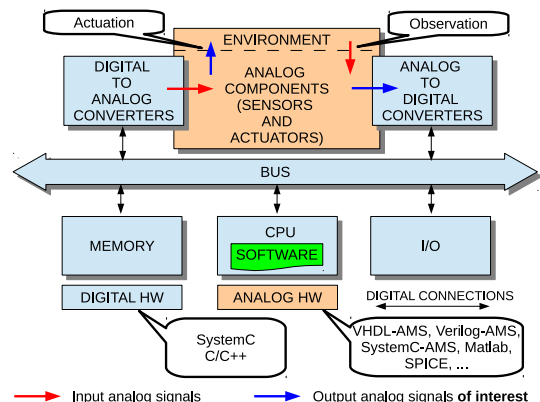 Actuation
ENVIRONMENT
Observation
DIGITAL
TO
ANALOG
CONVERTERS
ANALOG
COMPONENTS
(SENSORS
AND
ACTUATORS)
ANALOG
TO
DIGITAL
CONVERTERS
BUS
MEMORY
CPU
SOFTWARE
I/O
DIGITAL HW
ANALOG HW
DIGITAL CONNECTIONS
SystemC
C/C++
VHDL-AMS, Verilog-AMS,
SystemC-AMS, Matlab,
SPICE, ...
Input analog signals
Output analog signals of interest